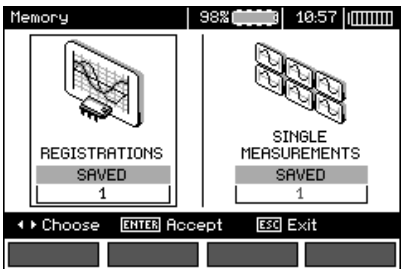 Memory 98% 10:57
REGISTRATIONS
SAVED
1
SINGLE
MEASUREMENTS
SAVED
1
Choose ENTER Accept ESC Exit